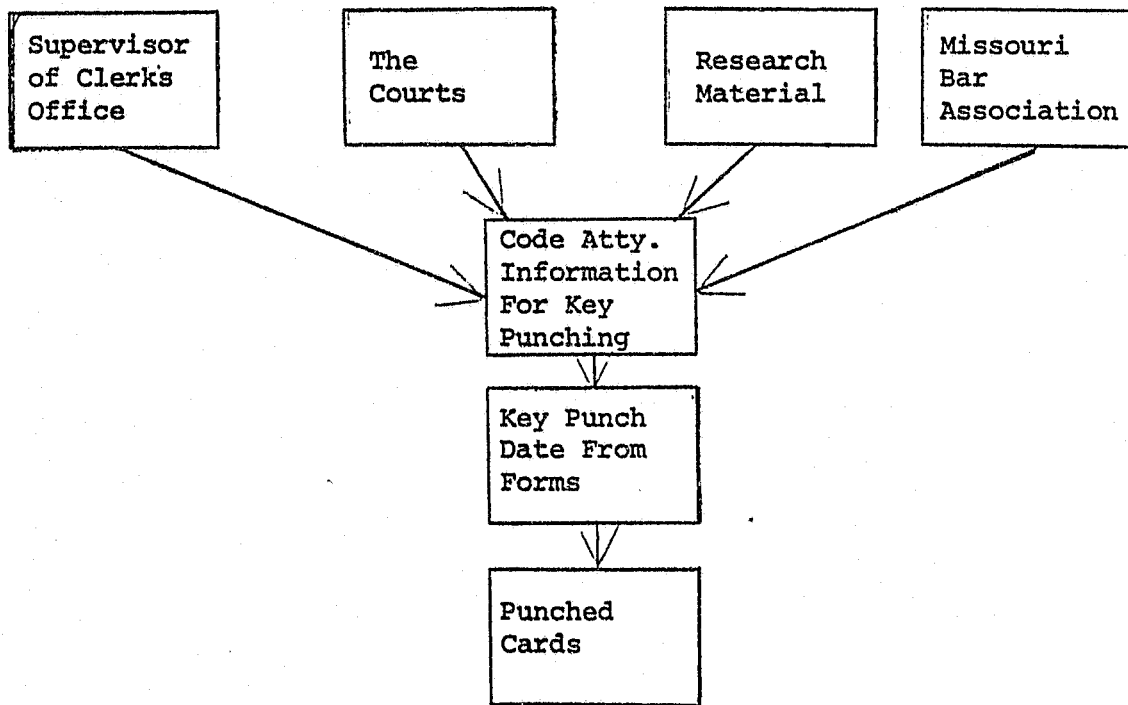 Supervisor
of Clerk's
Office
The
Courts
Research
Material
Missouri
Bar
Association
Code Atty.
Information
For Key
Punching
Key Punch
Date From
Forms
Punched
Cards